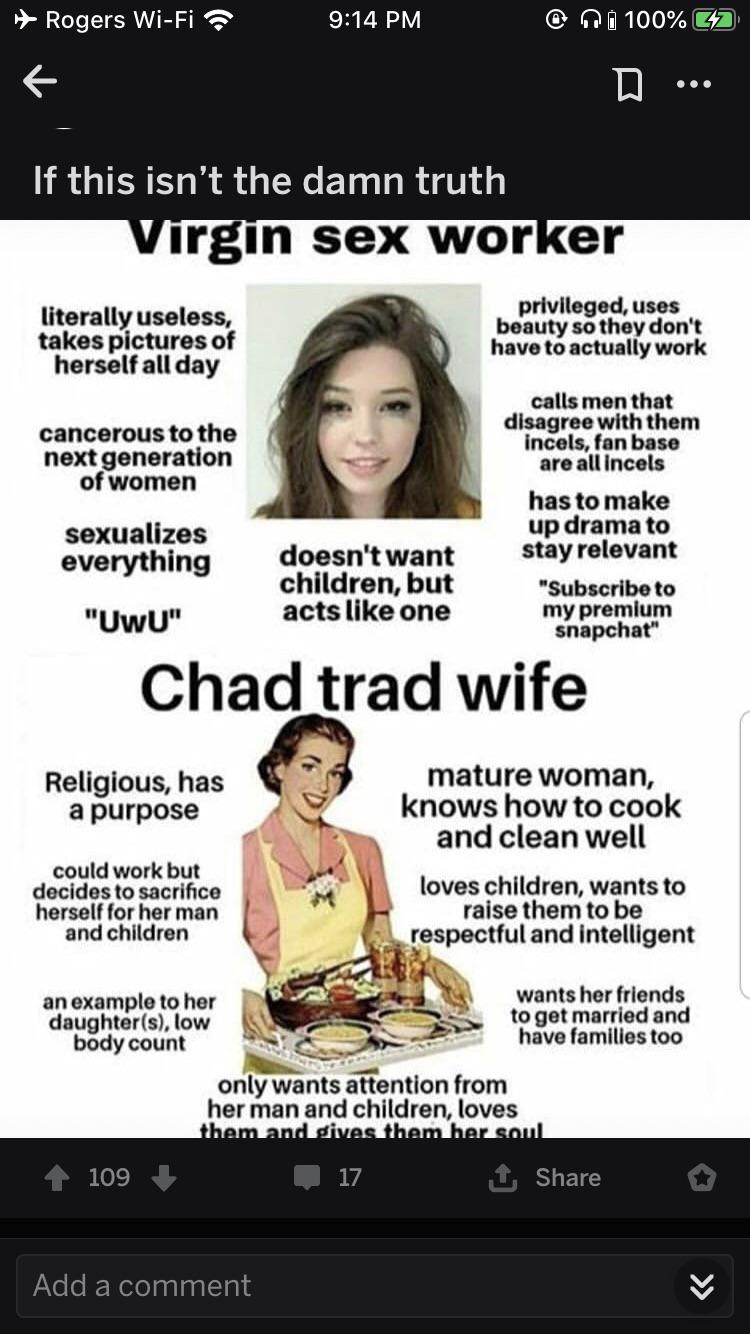 Rogers Wi-Fi 9:14 PM 100%
If this isn't the damn truth
Virgin sex worker
literally useless,
takes pictures of
herself all day
cancerous to the
next generation
of women
sexualizes
everything
"UwU"
doesn't want
children, but
acts like one
privileged, uses
beauty so they don't
have to actually work
calls men that
disagree with them
incels, fan base
are all incels
has to make
up drama to
stay relevant
"Subscribe to
my premium
snapchat"
Chad trad wife
Religious, has
a purpose
could work but
decides to sacrifice
herself for her man
and children
an example to her
daughter(s), low
body count
mature woman,
knows how to cook
and clean well
loves children, wants to
raise them to be
respectful and intelligent
wants her friends
to get married and
have families too
only wants attention from
her man and children, loves
them and gives them her soul
109 17 Share
Add a comment